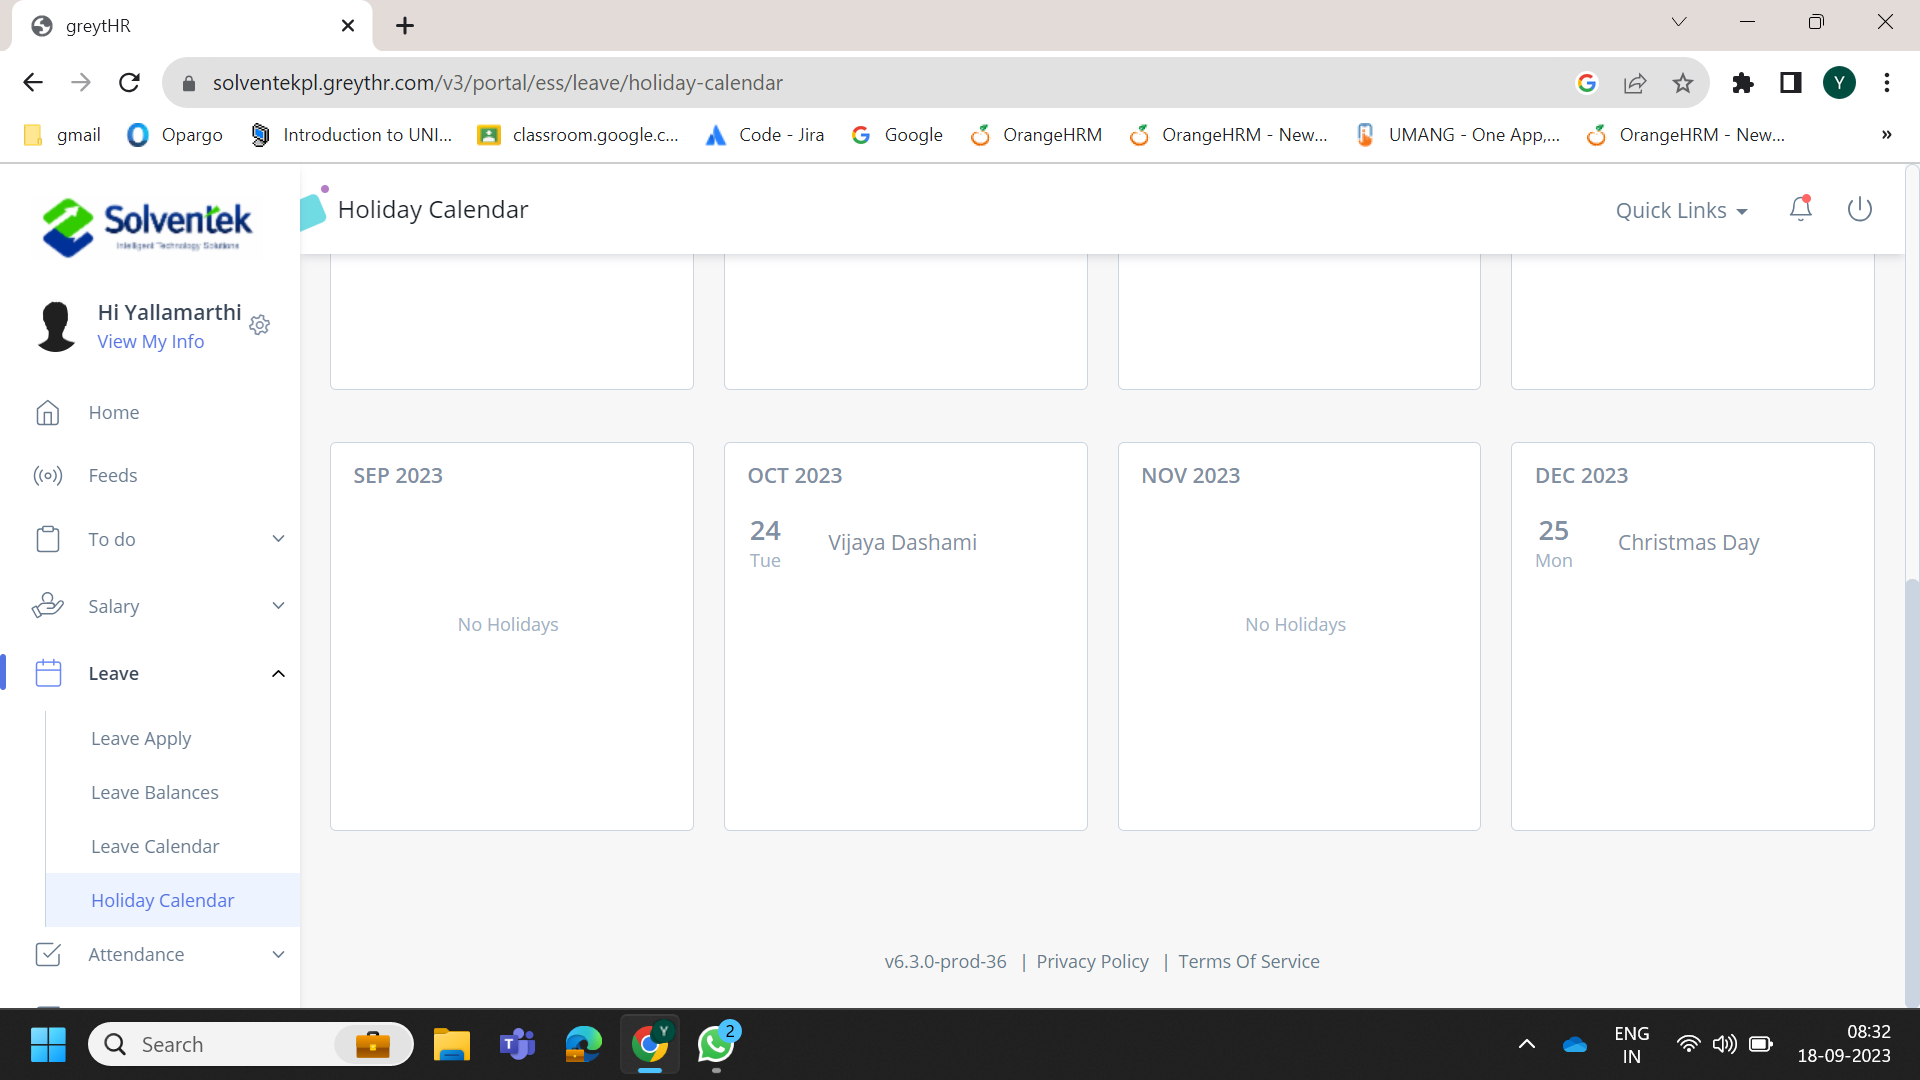 greytHR
solventekpl.greythr.com/v3/portal/ess/leave/holiday-calendar
Y
gmail
Opargo
Introduction to UNI...
classroom.google.c...
Code - Jira
Google
OrangeHRM
OrangeHRM - New...
UMANG - One App,...
OrangeHRM - New...
»
Solventek
Intelligent Technology Solutions
Holiday Calendar
Quick Links
Hi Yallamarthi
View My Info
Home
Feeds
To do
Salary
Leave
Leave Apply
Leave Balances
Leave Calendar
Holiday Calendar
Attendance
SEP 2023
No Holidays
OCT 2023
24
Tue
Vijaya Dashami
NOV 2023
No Holidays
DEC 2023
25
Mon
Christmas Day
v6.3.0-prod-36 | Privacy Policy | Terms Of Service
Search
Y
2
ENG
IN
08:32
18-09-2023